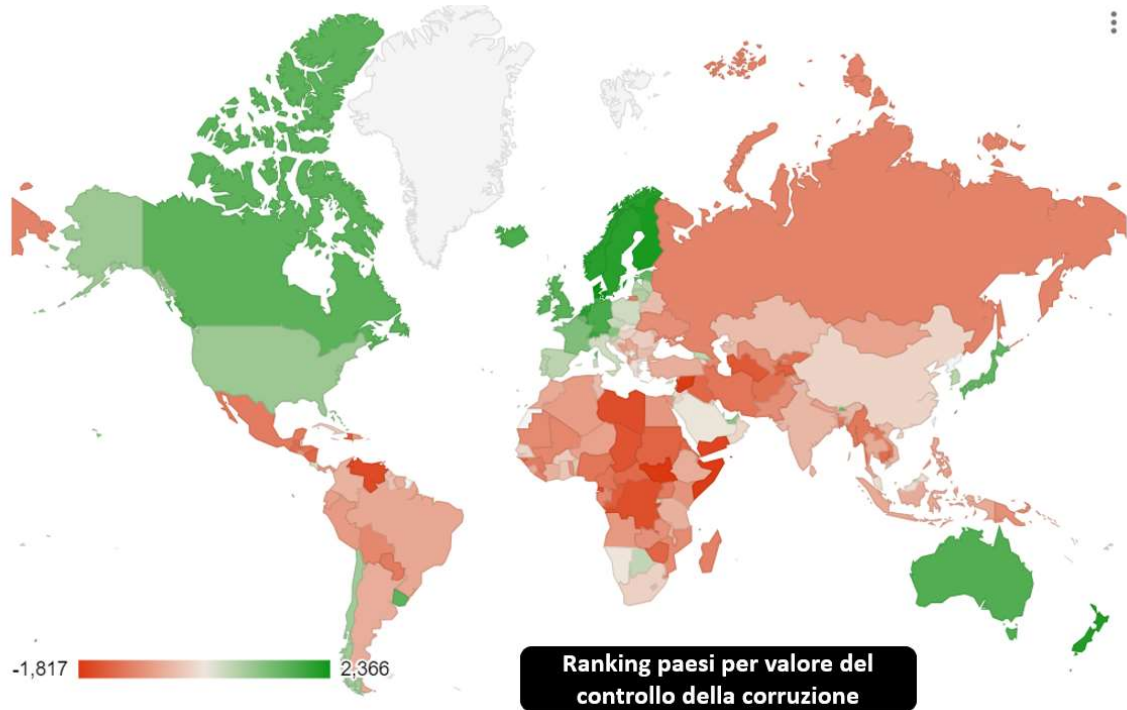 -1,817 2,366
Ranking paesi per valore del
controllo della corruzione